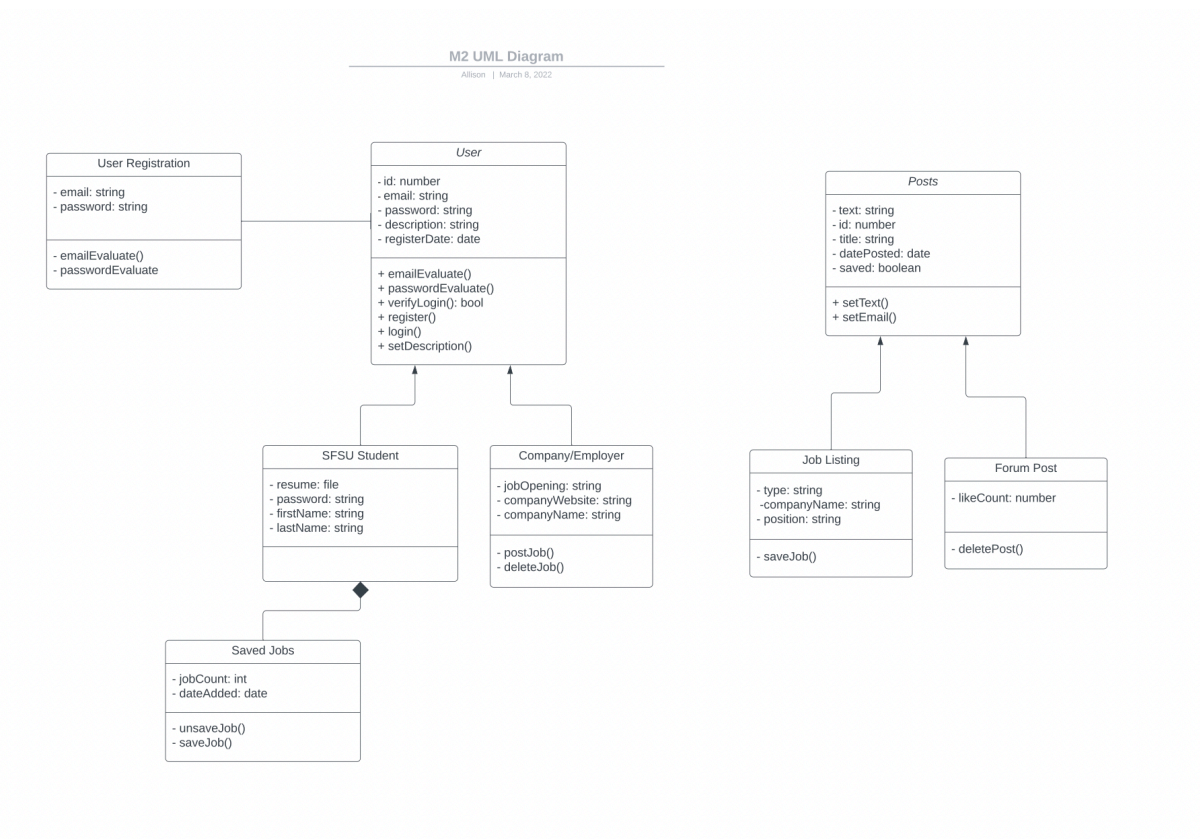 M2 UML Diagram
Allison | March 8, 2022
User Registration
- email: string
- password: string
- emailEvaluate()
- passwordEvaluate
User
- id: number
- email: string
- password: string
- description: string
- registerDate: date
+ emailEvaluate()
+ passwordEvaluate()
+ verifyLogin(): bool
+ register()
+ login()
+ setDescription()
Posts
- text: string
- id: number
- title: string
- datePosted: date
- saved: boolean
+ setText()
+ setEmail()
SFSU Student
- resume: file
- password: string
- firstName: string
- lastName: string
Company/Employer
- jobOpening: string
- companyWebsite: string
- companyName: string
- postJob()
- deleteJob()
Job Listing
- type: string
-companyName: string
- position: string
- saveJob()
Forum Post
- likeCount: number
- deletePost()
Saved Jobs
- jobCount: int
- dateAdded: date
- unsaveJob()
- saveJob()